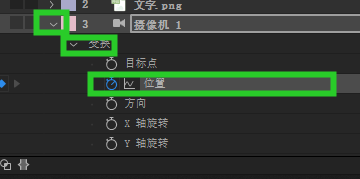 2 文字.png
3 摄像机 1
变换
目标点
位置
方向
X 轴旋转
Y 轴旋转